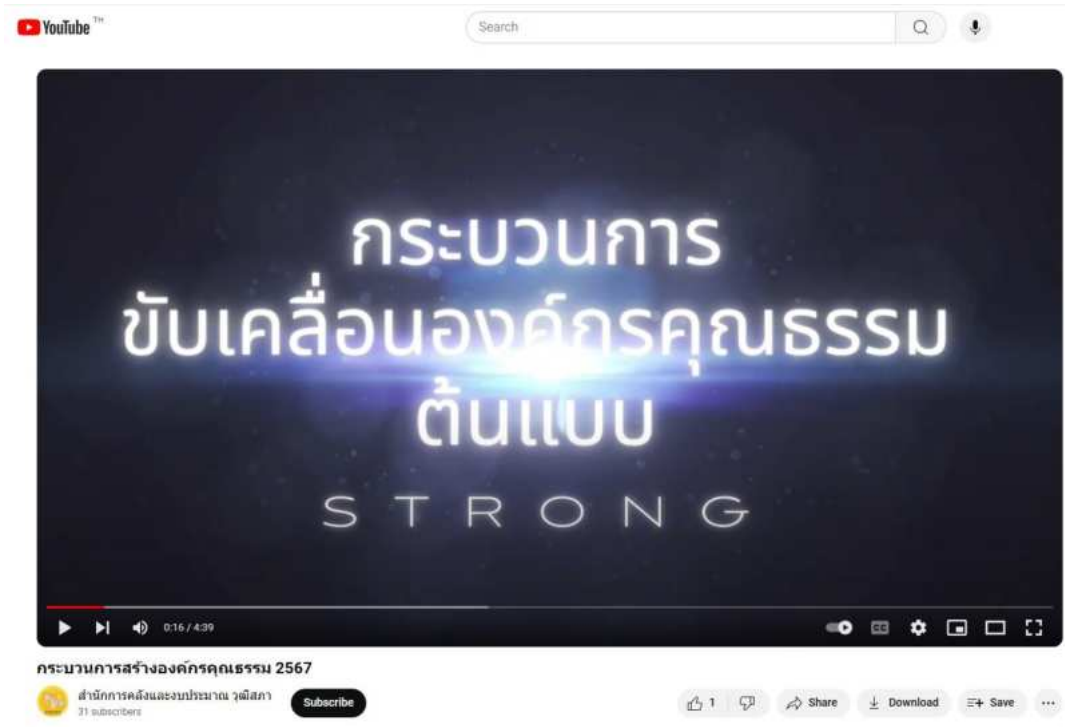 YouTube TM
Search
กระบวนการ
ขับเคลื่อนองค์กรคุณธรรม
ต้นแบบ
STRONG
0:16 / 4:39
CC
กระบวนการสร้างองค์กรคุณธรรม 2567
สำนักการคลังและงบประมาณ วุฒิสภา
31 subscribers
Subscribe
1
Share
Download
Save